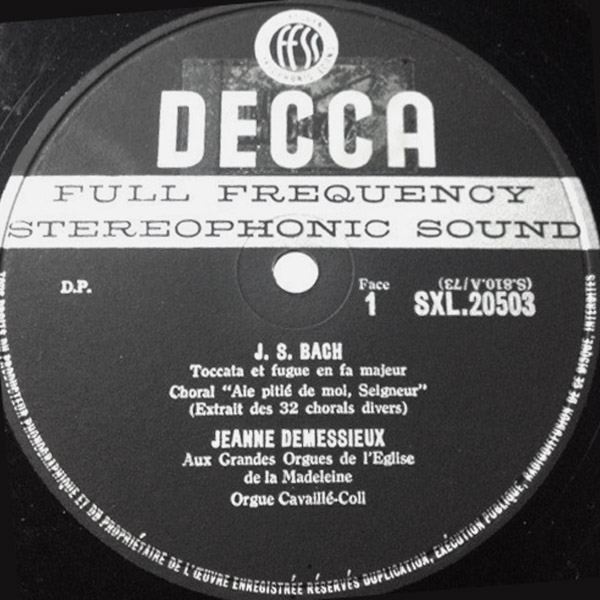 FFSS
DECCA
FULL FREQUENCY
STEREOPHONIC SOUND
D.P.
Face
1
(S.810.A/73)
SXL.20503
J. S. BACH
Toccata et fugue en fa majeur
Choral "Aie pitié de moi, Seigneur"
(Extrait des 32 chorals divers)
JEANNE DEMESSIEUX
Aux Grandes Orgues de l'Eglise
de la Madeleine
Orgue Cavaillé-Coll
TOUS DROITS DU PRODUCTEUR PHONOGRAPHIQUE ET DU PROPRIÉTAIRE DE L'ŒUVRE ENREGISTRÉE RÉSERVÉS DUPLICATION, EXÉCUTION PUBLIQUE, RADIODIFFUSION DE CE DISQUE, INTERDITES